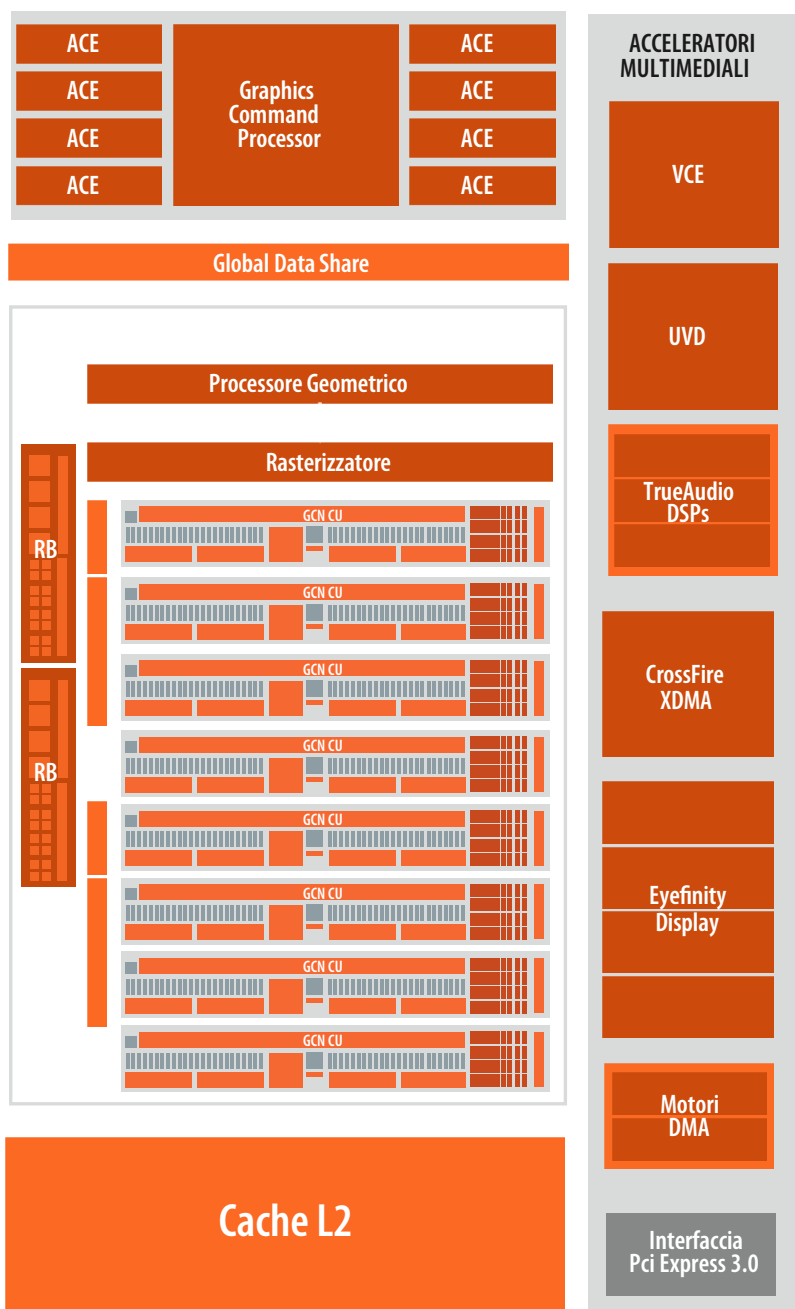 ACE
ACE
ACE
ACE
Graphics
Command
Processor
ACE
ACE
ACE
ACE
Global Data Share
Processore Geometrico
Rasterizzatore
RB
RB
GCN CU
GCN CU
GCN CU
GCN CU
GCN CU
GCN CU
GCN CU
GCN CU
Cache L2
ACCELERATORI
MULTIMEDIALI
VCE
UVD
TrueAudio
DSPs
CrossFire
XDMA
Eyefinity
Display
Motori
DMA
Interfaccia
Pci Express 3.0